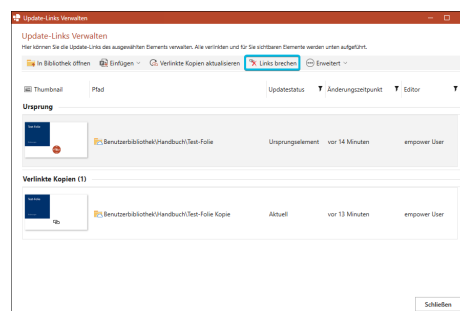 Update-Links Verwalten
Update-Links Verwalten
Hier können Sie die Update-Links des ausgewählten Elements verwalten. Alle verlinkten und für Sie sichtbaren Elemente werden unten aufgeführt.
In Bibliothek öffnen Einfügen Verlinkte Kopien aktualisieren Links brechen Erweitert
Thumbnail Pfad Updatestatus Änderungszeitpunkt Editor
Ursprung
Test-Folie
Benutzerbibliothek\Handbuch\Test-Folie Ursprungselement vor 14 Minuten empower User
Verlinkte Kopien (1)
Test-Folie
Benutzerbibliothek\Handbuch\Test-Folie Kopie Aktuell vor 13 Minuten empower User
Schließen